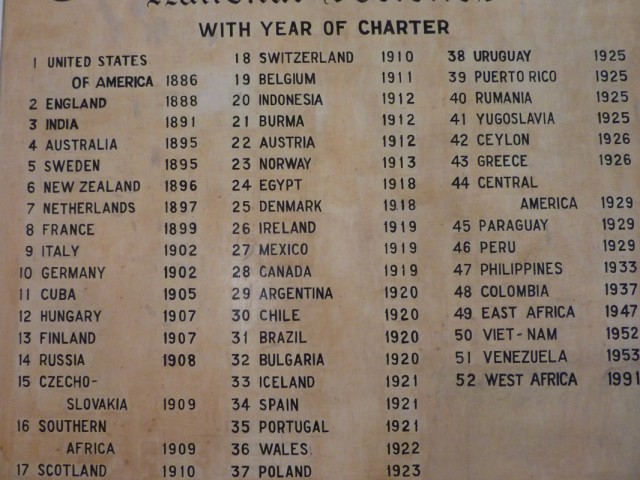 National Societies
WITH YEAR OF CHARTER
1 UNITED STATES
OF AMERICA 1886
2 ENGLAND 1888
3 INDIA 1891
4 AUSTRALIA 1895
5 SWEDEN 1895
6 NEW ZEALAND 1896
7 NETHERLANDS 1897
8 FRANCE 1899
9 ITALY 1902
10 GERMANY 1902
11 CUBA 1905
12 HUNGARY 1907
13 FINLAND 1907
14 RUSSIA 1908
15 CZECHO-
SLOVAKIA 1909
16 SOUTHERN
AFRICA 1909
17 SCOTLAND 1910
18 SWITZERLAND 1910
19 BELGIUM 1911
20 INDONESIA 1912
21 BURMA 1912
22 AUSTRIA 1912
23 NORWAY 1913
24 EGYPT 1918
25 DENMARK 1918
26 IRELAND 1919
27 MEXICO 1919
28 CANADA 1919
29 ARGENTINA 1920
30 CHILE 1920
31 BRAZIL 1920
32 BULGARIA 1920
33 ICELAND 1921
34 SPAIN 1921
35 PORTUGAL 1921
36 WALES 1922
37 POLAND 1923
38 URUGUAY 1925
39 PUERTO RICO 1925
40 RUMANIA 1925
41 YUGOSLAVIA 1925
42 CEYLON 1926
43 GREECE 1926
44 CENTRAL
AMERICA 1929
45 PARAGUAY 1929
46 PERU 1929
47 PHILIPPINES 1933
48 COLOMBIA 1937
49 EAST AFRICA 1947
50 VIET-NAM 1952
51 VENEZUELA 1953
52 WEST AFRICA 1991